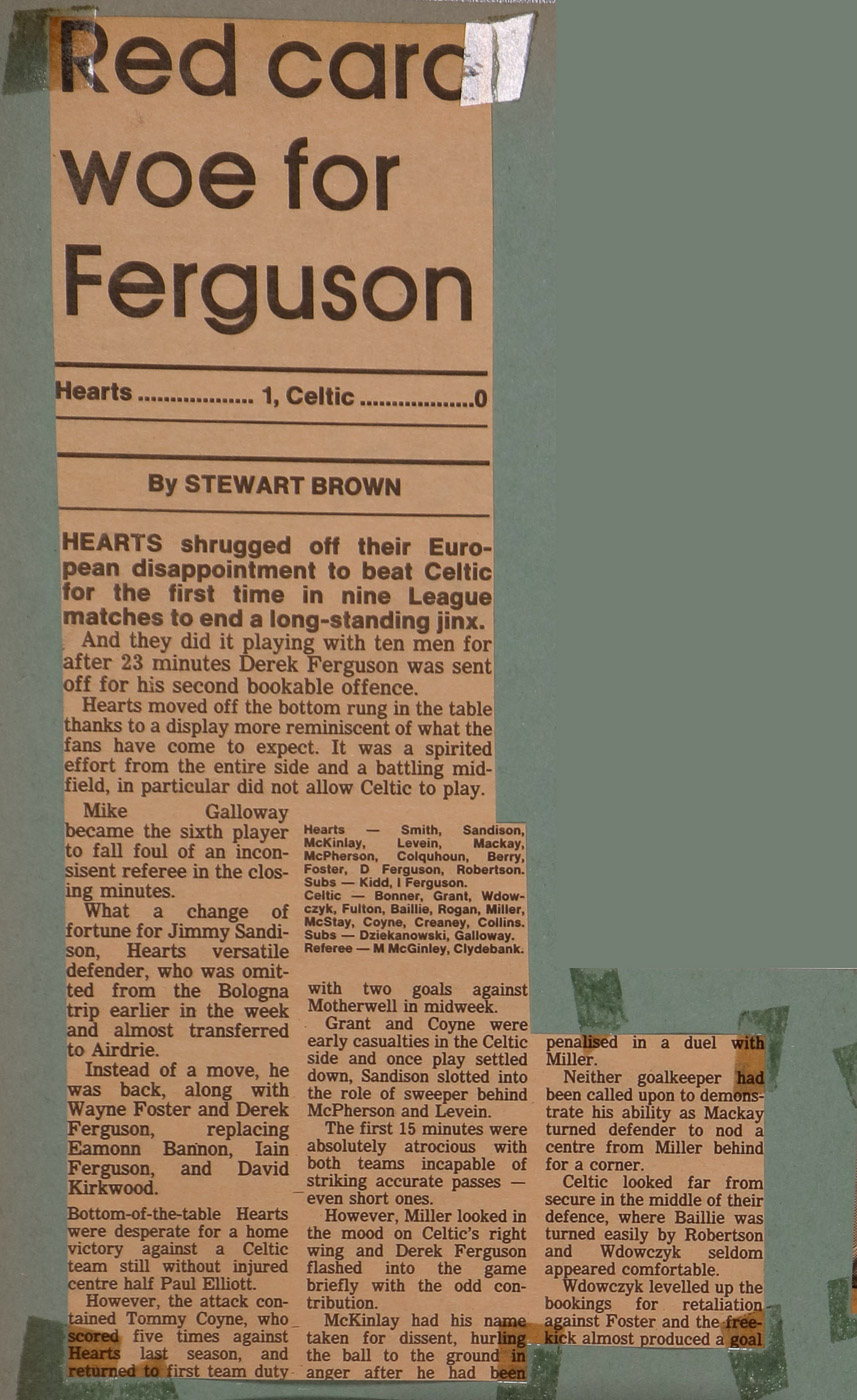 Red card
woe for
Ferguson
Hearts .................. 1, Celtic ..................0
By STEWART BROWN
HEARTS shrugged off their Euro-
pean disappointment to beat Celtic
for the first time in nine League
matches to end a long-standing jinx.
And they did it playing with ten men for
after 23 minutes Derek Ferguson was sent
off for his second bookable offence.
Hearts moved off the bottom rung in the table
thanks to a display more reminiscent of what the
fans have come to expect. It was a spirited
effort from the entire side and a battling mid-
field, in particular did not allow Celtic to play.
Mike Galloway
became the sixth player
to fall foul of an incon-
sisent referee in the clos-
ing minutes.
What a change of
fortune for Jimmy Sandi-
son, Hearts versatile
defender, who was omit-
ted from the Bologna
trip earlier in the week
and almost transferred
to Airdrie.
Instead of a move, he
was back, along with
Wayne Foster and Derek
Ferguson, replacing
Eamonn Bannon, Iain
Ferguson, and David
Kirkwood.
Bottom-of-the-table Hearts
were desperate for a home
victory against a Celtic
team still without injured
centre half Paul Elliott.
However, the attack con-
tained Tommy Coyne, who
scored five times against
Hearts last season, and
returned to first team duty
Hearts — Smith, Sandison,
McKinlay, Levein, Mackay,
McPherson, Colquhoun, Berry,
Foster, D Ferguson, Robertson.
Subs — Kidd, I Ferguson.
Celtic — Bonner, Grant, Wdow-
czyk, Fulton, Baillie, Rogan, Miller,
McStay, Coyne, Creaney, Collins.
Subs — Dziekanowski, Galloway.
Referee — M McGinley, Clydebank.
with two goals against
Motherwell in midweek.
Grant and Coyne were
early casualties in the Celtic
side and once play settled
down, Sandison slotted into
the role of sweeper behind
McPherson and Levein.
The first 15 minutes were
absolutely atrocious with
both teams incapable of
striking accurate passes —
even short ones.
However, Miller looked in
the mood on Celtic's right
wing and Derek Ferguson
flashed into the game
briefly with the odd con-
tribution.
McKinlay had his name
taken for dissent, hurling
the ball to the ground in
anger after he had been
penalised in a duel with
Miller.
Neither goalkeeper had
been called upon to demons-
trate his ability as Mackay
turned defender to nod a
centre from Miller behind
for a corner.
Celtic looked far from
secure in the middle of their
defence, where Baillie was
turned easily by Robertson
and Wdowczyk seldom
appeared comfortable.
Wdowczyk levelled up the
bookings for retaliation
against Foster and the free-
kick almost produced a goal